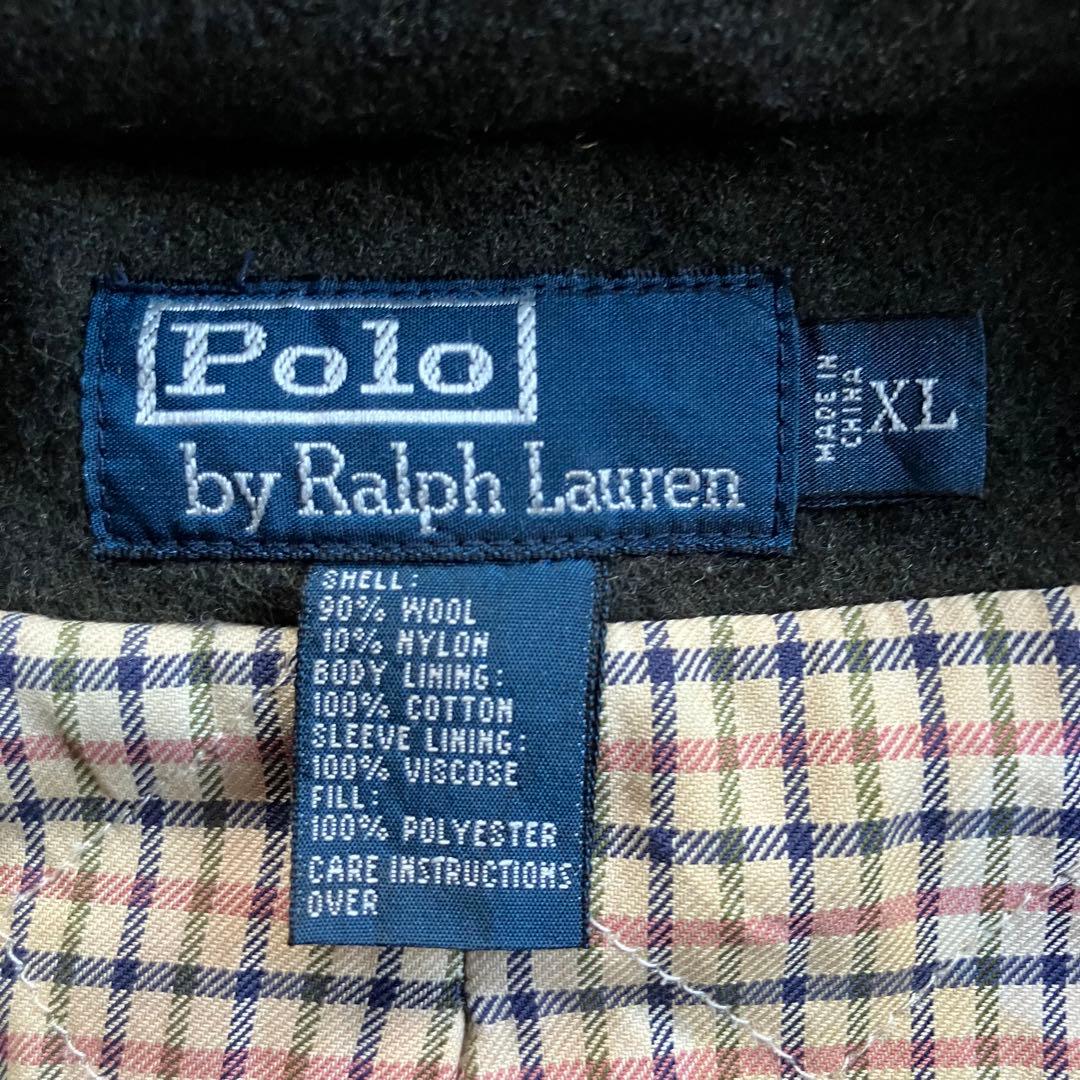 Polo
by Ralph Lauren
MADE IN
CHINA
XL
SHELL:
90% WOOL
10% NYLON
BODY LINING:
100% COTTON
SLEEVE LINING:
100% VISCOSE
FILL:
100% POLYESTER
CARE INSTRUCTIONS
OVER